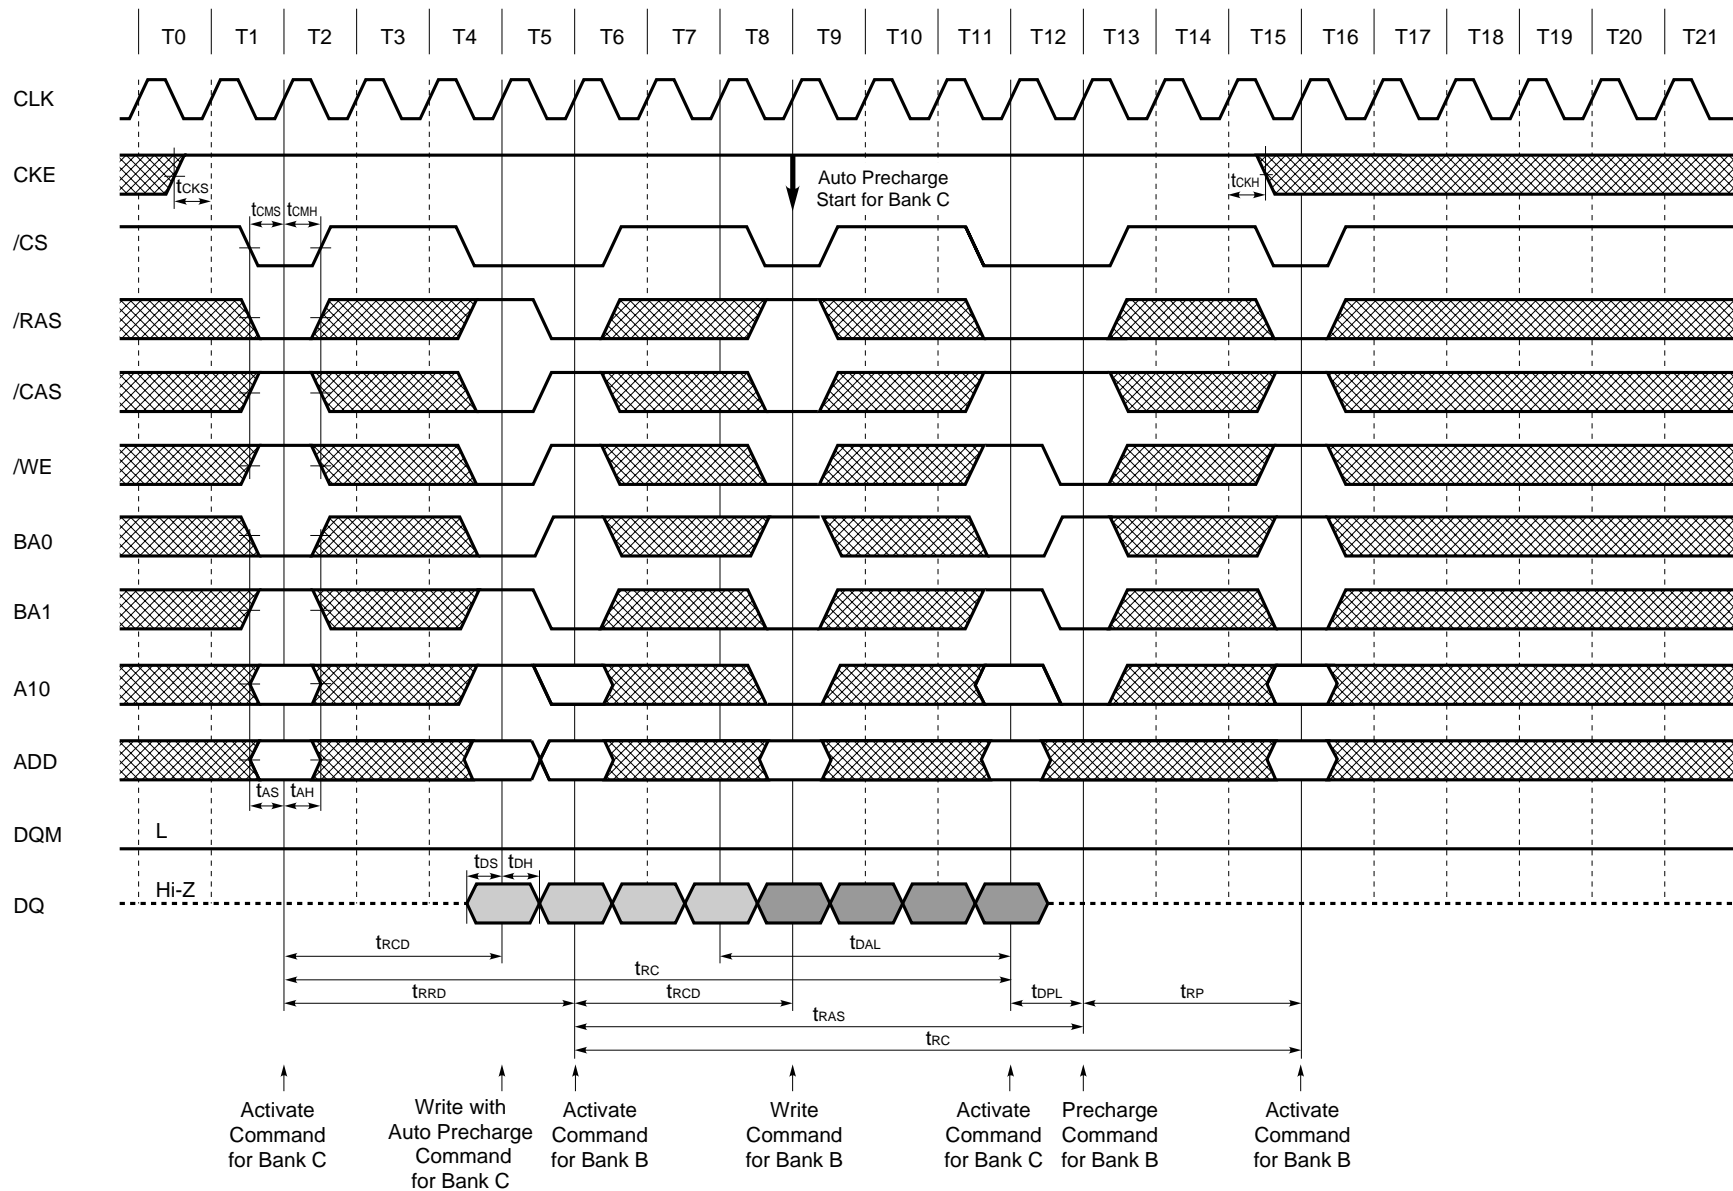 T0 T1 T2 T3 T4 T5 T6 T7 T8 T9 T10 T11 T12 T13 T14 T15 T16 T17 T18 T19 T20 T21
CLK
CKE
tCKS
Auto Precharge
Start for Bank C
tCKH
tCMS tCMH
/CS
/RAS
/CAS
/WE
BA0
BA1
A10
ADD
tAS tAH
DQM L
tDS tDH
DQ Hi-Z
tRCD tDAL
tRC
tRRD tRCD tDPL tRP
tRAS
tRC
Activate
Command
for Bank C
Write with
Auto Precharge
Command
for Bank C
Activate
Command
for Bank B
Write
Command
for Bank B
Activate
Command
for Bank C
Precharge
Command
for Bank B
Activate
Command
for Bank B